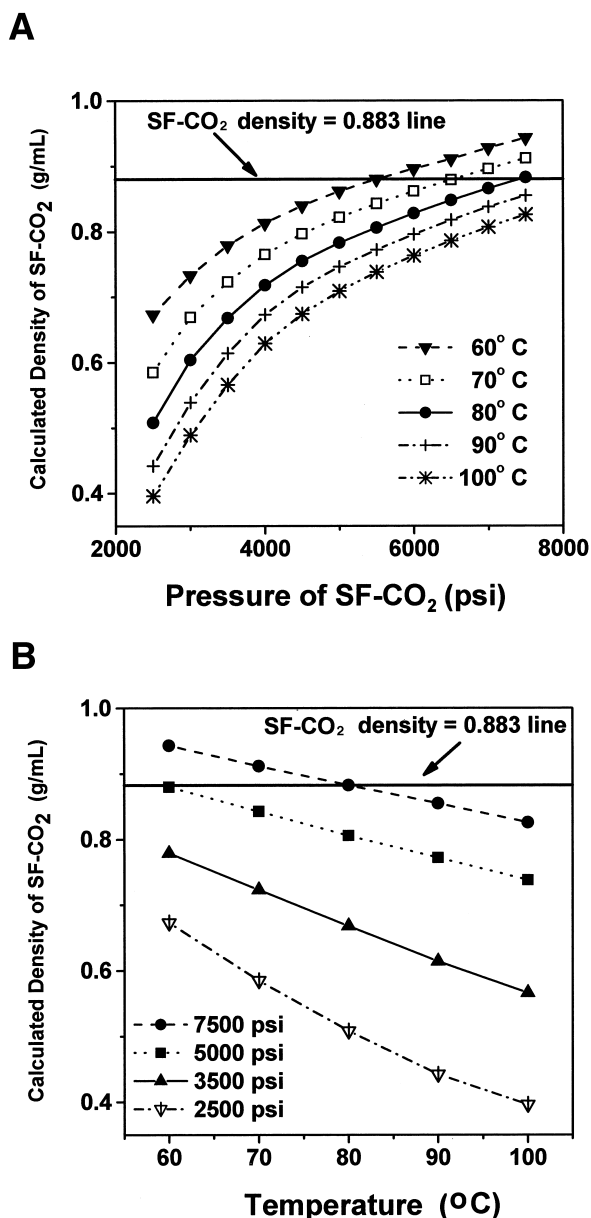 A
1.0
SF-CO₂ density = 0.883 line
0.8
0.6
0.4
Calculated Density of SF-CO₂ (g/mL)
60° C
70° C
80° C
90° C
100° C
2000 4000 6000 8000
Pressure of SF-CO₂ (psi)
B
1.0
SF-CO₂ density = 0.883 line
0.8
0.6
0.4
Calculated Density of SF-CO₂ (g/mL)
7500 psi
5000 psi
3500 psi
2500 psi
60 70 80 90 100
Temperature (°C)